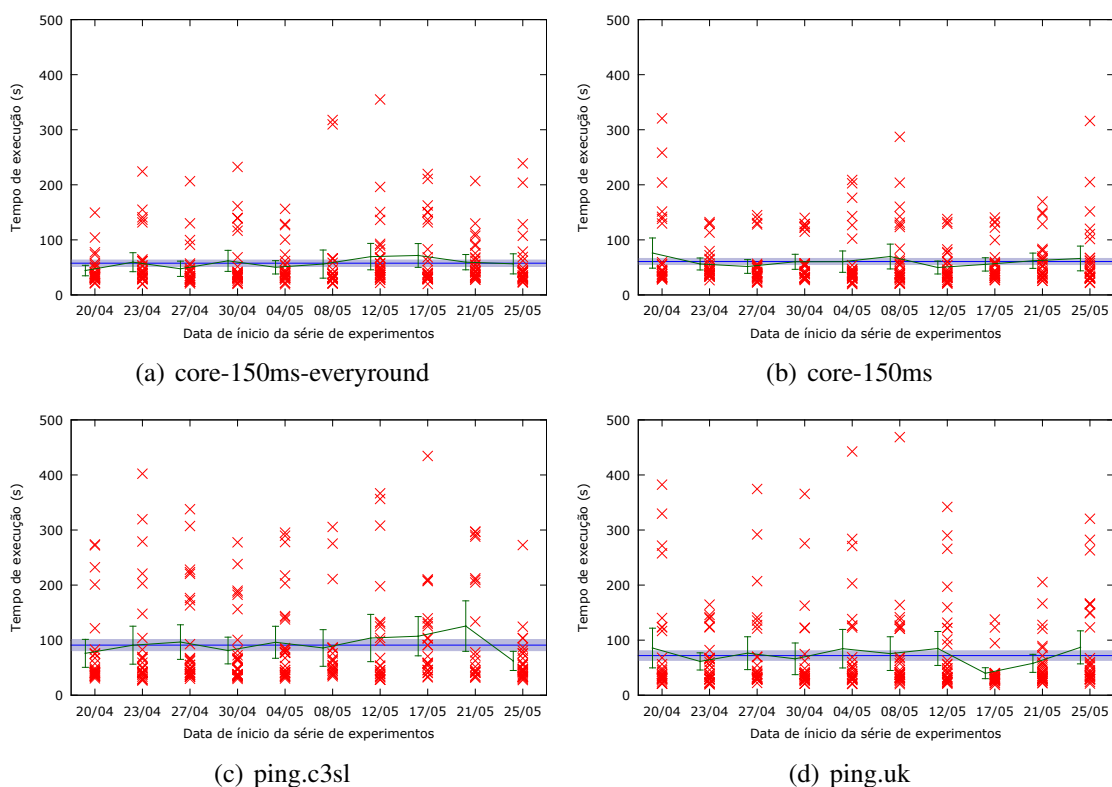 500
400
300
200
100
0
Tempo de execução (s)
20/04 23/04 27/04 30/04 04/05 08/05 12/05 17/05 21/05 25/05
Data de ínicio da série de experimentos
(a) core-150ms-everyround
500
400
300
200
100
0
Tempo de execução (s)
20/04 23/04 27/04 30/04 04/05 08/05 12/05 17/05 21/05 25/05
Data de ínicio da série de experimentos
(b) core-150ms
500
400
300
200
100
0
Tempo de execução (s)
20/04 23/04 27/04 30/04 04/05 08/05 12/05 17/05 21/05 25/05
Data de ínicio da série de experimentos
(c) ping.c3sl
500
400
300
200
100
0
Tempo de execução (s)
20/04 23/04 27/04 30/04 04/05 08/05 12/05 17/05 21/05 25/05
Data de ínicio da série de experimentos
(d) ping.uk